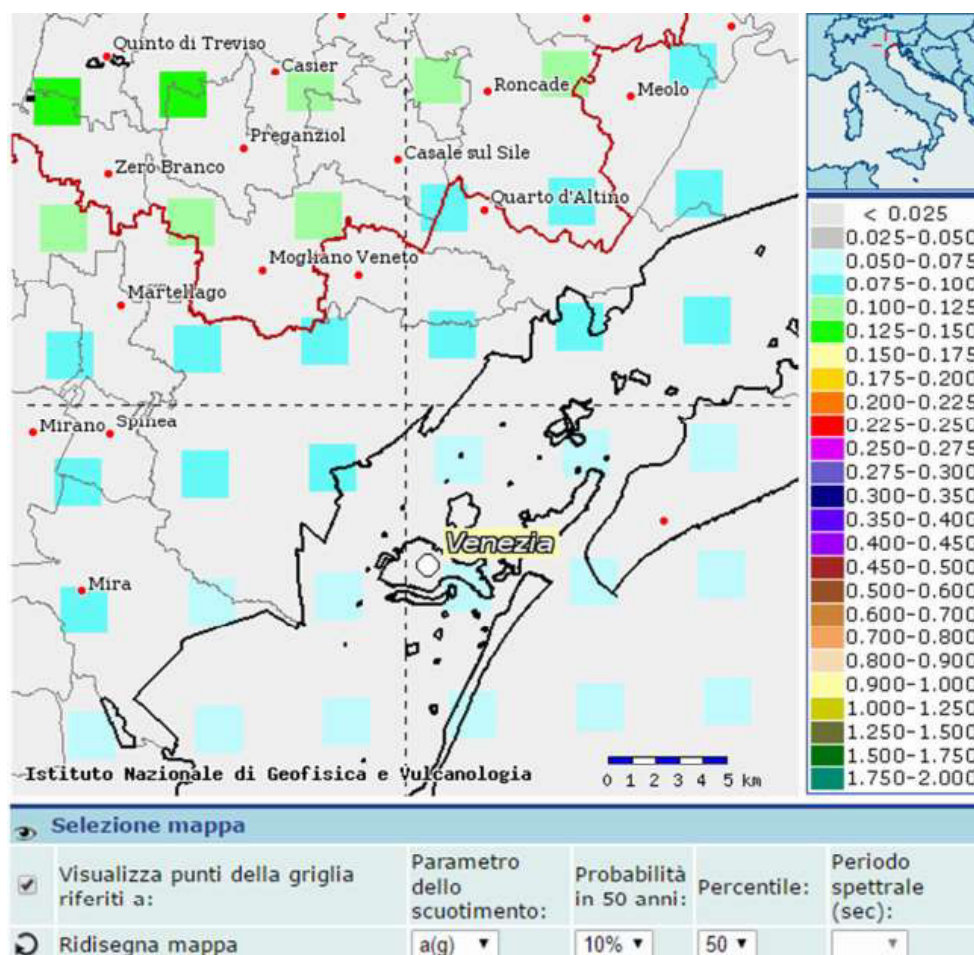 Quinto di Treviso
Casier
Roncade
Meolo
Preganziol
Casale sul Sile
Zero Branco
Quarto d'Altino
Mogliano Veneto
Martellago
Mirano
Spinea
Venezia
Mira
Istituto Nazionale di Geofisica e Vulcanologia
0 1 2 3 4 5 km
< 0.025
0.025-0.050
0.050-0.075
0.075-0.100
0.100-0.125
0.125-0.150
0.150-0.175
0.175-0.200
0.200-0.225
0.225-0.250
0.250-0.275
0.275-0.300
0.300-0.350
0.350-0.400
0.400-0.450
0.450-0.500
0.500-0.600
0.600-0.700
0.700-0.800
0.800-0.900
0.900-1.000
1.000-1.250
1.250-1.500
1.500-1.750
1.750-2.000
Selezione mappa
Visualizza punti della griglia
riferiti a:
Parametro
dello
scuotimento:
Probabilità
in 50 anni:
Percentile:
Periodo
spettrale
(sec):
Ridisegna mappa
a(g)
10%
50